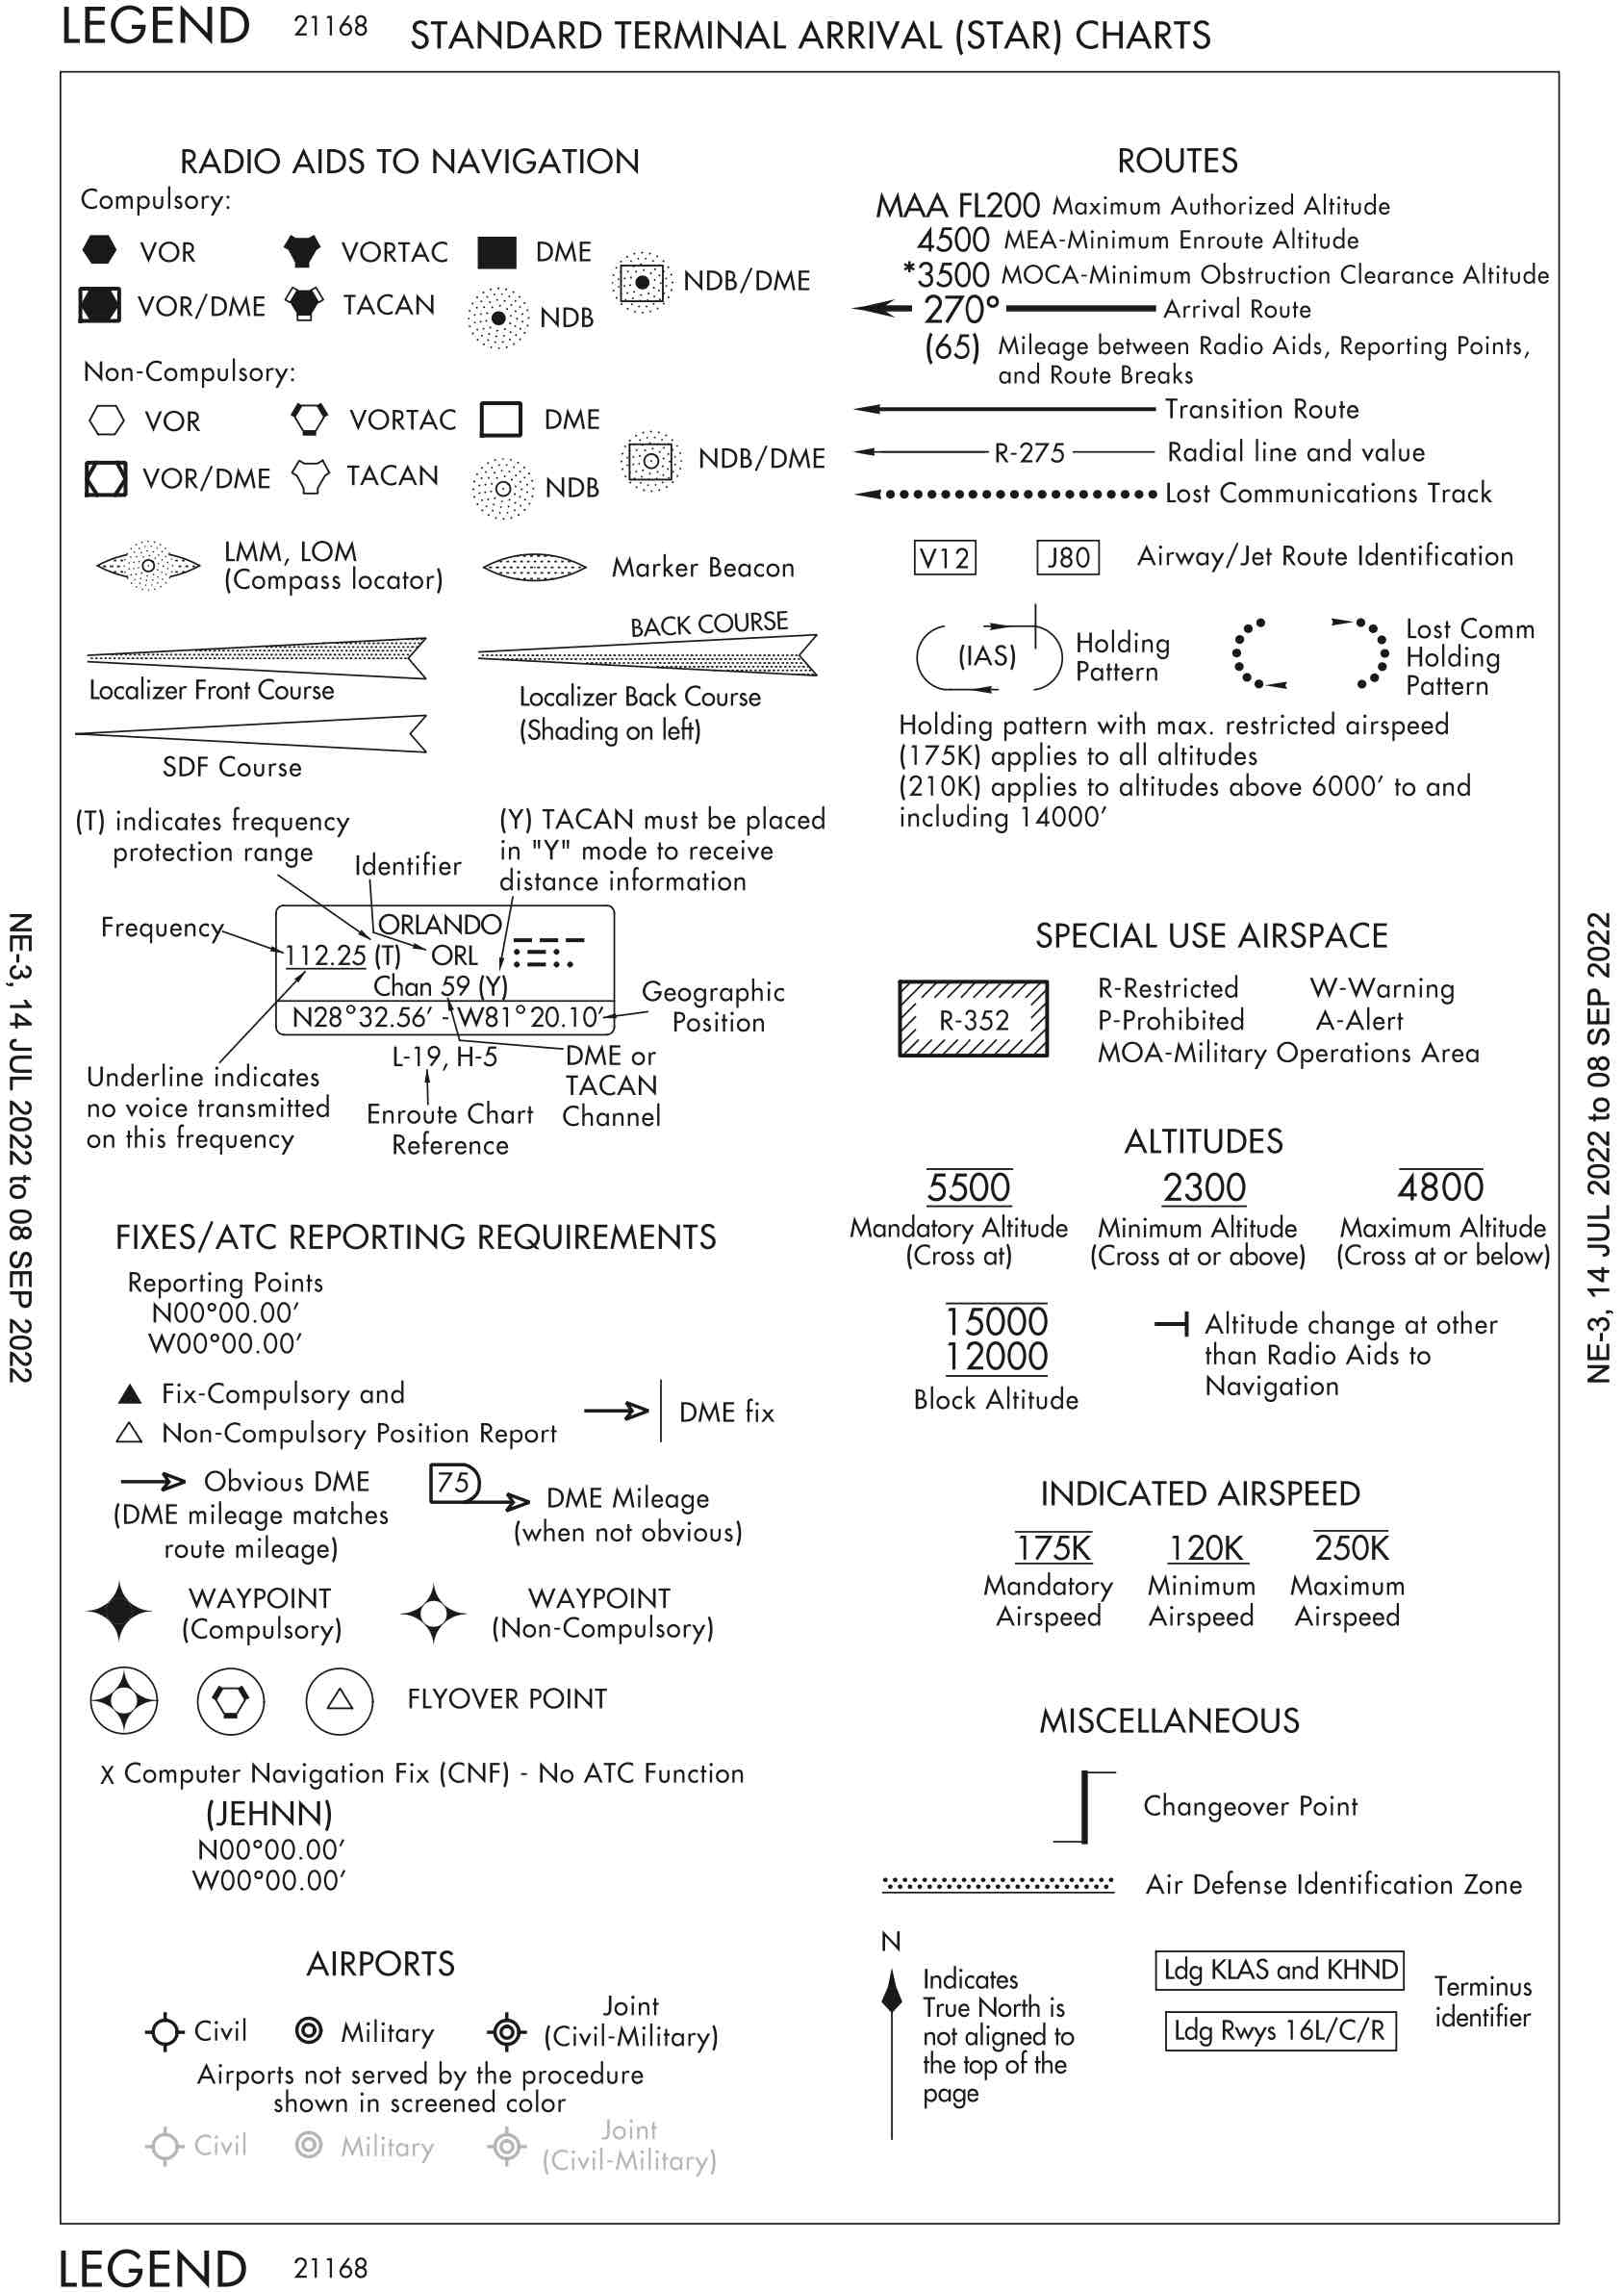 LEGEND 21168 STANDARD TERMINAL ARRIVAL (STAR) CHARTS
RADIO AIDS TO NAVIGATION
Compulsory:
VOR VORTAC DME NDB/DME
VOR/DME TACAN NDB
Non-Compulsory:
VOR VORTAC DME NDB/DME
VOR/DME TACAN NDB
LMM, LOM
(Compass locator)
Marker Beacon
Localizer Front Course
BACK COURSE
Localizer Back Course
(Shading on left)
SDF Course
(T) indicates frequency
protection range
Identifier
(Y) TACAN must be placed
in "Y" mode to receive
distance information
Frequency
ORLANDO
112.25 (T) ORL
Chan 59 (Y)
N28°32.56' - W81°20.10'
Geographic
Position
L-19, H-5
DME or
TACAN
Channel
Underline indicates
no voice transmitted
on this frequency
Enroute Chart
Reference
FIXES/ATC REPORTING REQUIREMENTS
Reporting Points
N00°00.00'
W00°00.00'
Fix-Compulsory and
Non-Compulsory Position Report
DME fix
Obvious DME
(DME mileage matches
route mileage)
75
DME Mileage
(when not obvious)
WAYPOINT
(Compulsory)
WAYPOINT
(Non-Compulsory)
FLYOVER POINT
X Computer Navigation Fix (CNF) - No ATC Function
(JEHNN)
N00°00.00'
W00°00.00'
AIRPORTS
Civil Military Joint
(Civil-Military)
Airports not served by the procedure
shown in screened color
Civil Military Joint
(Civil-Military)
ROUTES
MAA FL200 Maximum Authorized Altitude
4500 MEA-Minimum Enroute Altitude
*3500 MOCA-Minimum Obstruction Clearance Altitude
270° Arrival Route
(65) Mileage between Radio Aids, Reporting Points,
and Route Breaks
Transition Route
R-275 Radial line and value
Lost Communications Track
V12 J80 Airway/Jet Route Identification
(IAS)
Holding
Pattern
Lost Comm
Holding
Pattern
Holding pattern with max. restricted airspeed
(175K) applies to all altitudes
(210K) applies to altitudes above 6000' to and
including 14000'
SPECIAL USE AIRSPACE
R-352
R-Restricted W-Warning
P-Prohibited A-Alert
MOA-Military Operations Area
ALTITUDES
5500 2300 4800
Mandatory Altitude Minimum Altitude Maximum Altitude
(Cross at) (Cross at or above) (Cross at or below)
15000
12000
Block Altitude
Altitude change at other
than Radio Aids to
Navigation
INDICATED AIRSPEED
175K 120K 250K
Mandatory Minimum Maximum
Airspeed Airspeed Airspeed
MISCELLANEOUS
Changeover Point
Air Defense Identification Zone
N
Indicates
True North is
not aligned to
the top of the
page
Ldg KLAS and KHND
Ldg Rwys 16L/C/R
Terminus
identifier
NE-3, 14 JUL 2022 to 08 SEP 2022
NE-3, 14 JUL 2022 to 08 SEP 2022
LEGEND 21168